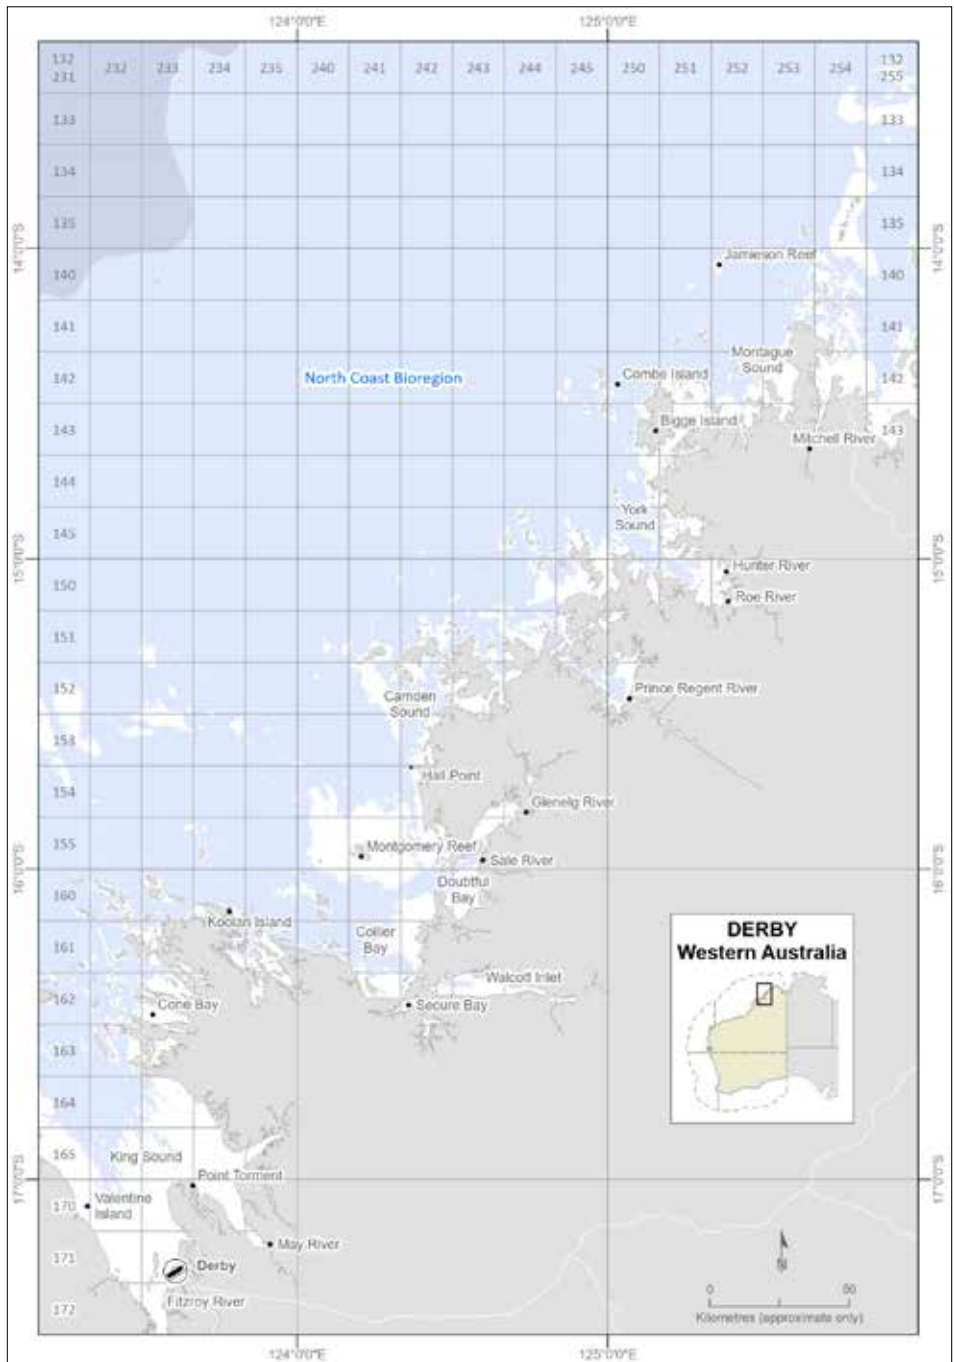 124°0'0"E 125°0'0"E
132 132
231 232 233 234 235 240 241 242 243 244 245 250 251 252 253 254 255
133 133
134 134
135 135
14°0'0"S 14°0'0"S
Jamieson Reef
140 140
141 141
Montague
Sound
142 North Coast Bioregion Combe Island 142
Bigge Island
143 143
Mitchell River
144
York
Sound
145
15°0'0"S 15°0'0"S
Hunter River
150
Roe River
151
152 Prince Regent River
Camden
Sound
153
Hall Point
154
Glenelg River
Montgomery Reef
155 Sale River
16°0'0"S 16°0'0"S
Doubtful
Bay
160
Koolan Island
Collier
Bay
161
DERBY
Western Australia
Walcott Inlet
162 Cone Bay Secure Bay
163
164
165 King Sound
Point Torment
17°0'0"S 17°0'0"S
170 Valentine
Island
May River
171
Derby
N
Fitzroy River
172
0 50
Kilometres (approximate only)
124°0'0"E 125°0'0"E